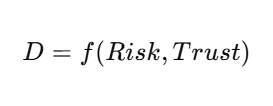 D = f(Risk, Trust)